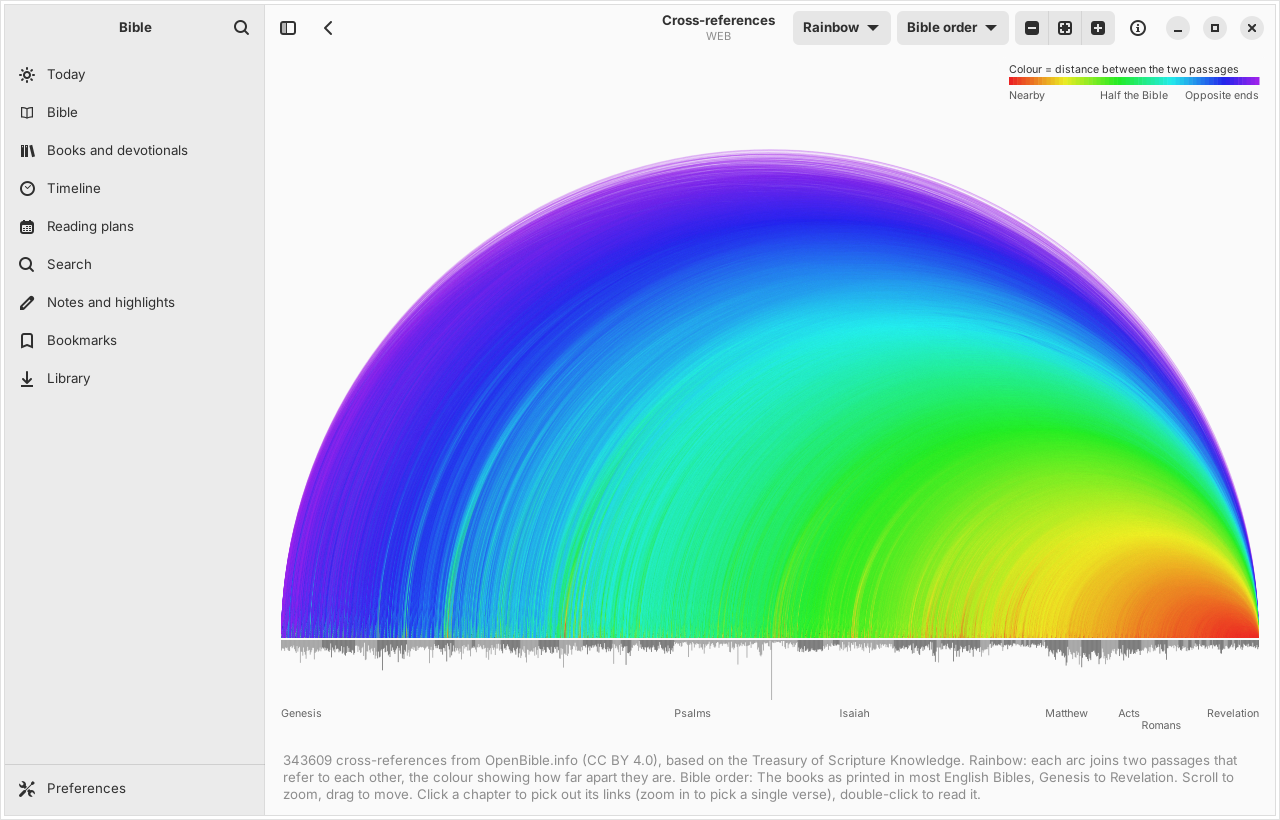 Bible
Today
Bible
Books and devotionals
Timeline
Reading plans
Search
Notes and highlights
Bookmarks
Library
Preferences
Cross-references
WEB
Rainbow
Bible order
Colour = distance between the two passages
Nearby Half the Bible Opposite ends
Genesis Psalms Isaiah Matthew Acts Revelation
Romans
343609 cross-references from OpenBible.info (CC BY 4.0), based on the Treasury of Scripture Knowledge. Rainbow: each arc joins two passages that
refer to each other, the colour showing how far apart they are. Bible order: The books as printed in most English Bibles, Genesis to Revelation. Scroll to
zoom, drag to move. Click a chapter to pick out its links (zoom in to pick a single verse), double-click to read it.